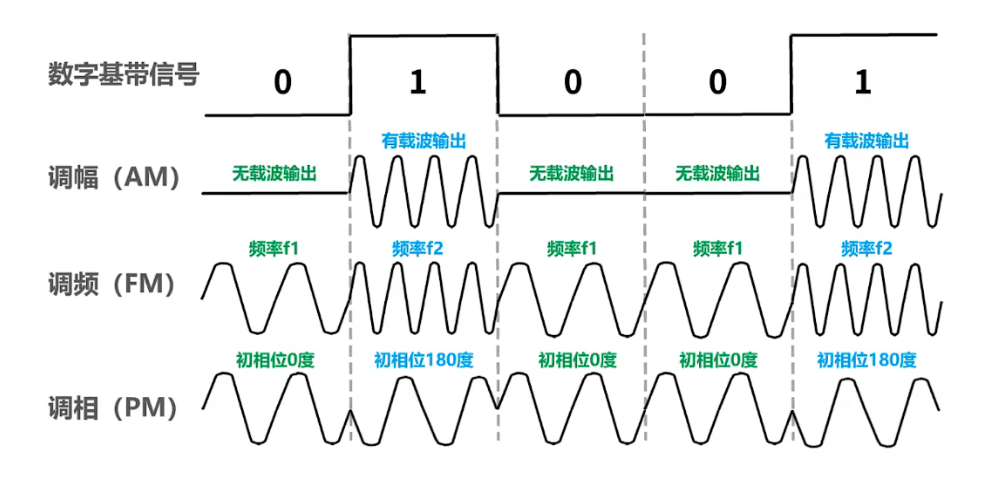 数字基带信号
0 1 0 0 1
有载波输出 有载波输出
调幅（AM） 无载波输出 无载波输出 无载波输出
频率f1 频率f2 频率f1 频率f1 频率f2
调频（FM）
初相位0度 初相位180度 初相位0度 初相位0度 初相位180度
调相（PM）